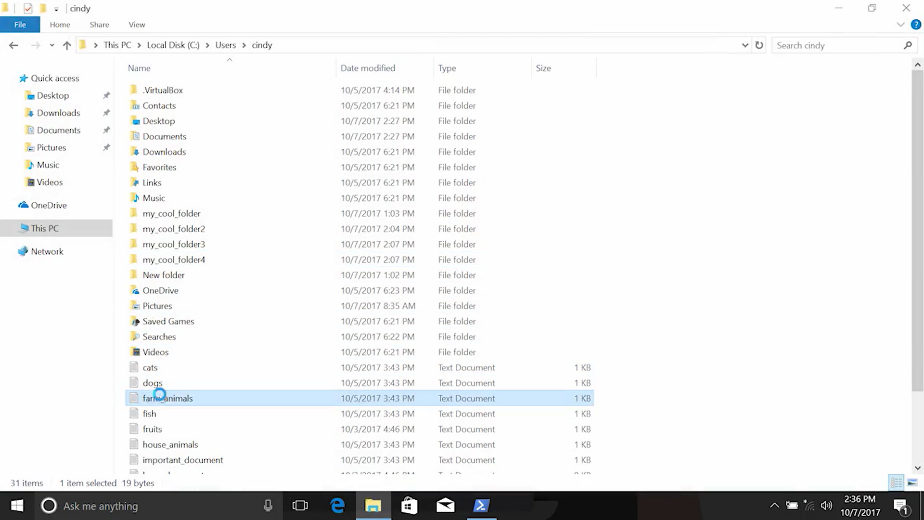 cindy
File Home Share View
This PC Local Disk (C:) Users cindy
Search cindy
Name Date modified Type Size
Quick access
Desktop
Downloads
Documents
Pictures
Music
Videos
OneDrive
This PC
Network
.VirtualBox 10/5/2017 4:14 PM File folder
Contacts 10/5/2017 6:21 PM File folder
Desktop 10/7/2017 2:27 PM File folder
Documents 10/7/2017 2:27 PM File folder
Downloads 10/5/2017 6:21 PM File folder
Favorites 10/5/2017 6:21 PM File folder
Links 10/5/2017 6:21 PM File folder
Music 10/5/2017 6:21 PM File folder
my_cool_folder 10/7/2017 1:03 PM File folder
my_cool_folder2 10/7/2017 2:04 PM File folder
my_cool_folder3 10/7/2017 2:07 PM File folder
my_cool_folder4 10/7/2017 2:07 PM File folder
New folder 10/7/2017 1:02 PM File folder
OneDrive 10/5/2017 6:23 PM File folder
Pictures 10/7/2017 8:35 AM File folder
Saved Games 10/5/2017 6:21 PM File folder
Searches 10/5/2017 6:22 PM File folder
Videos 10/5/2017 6:21 PM File folder
cats 10/5/2017 3:43 PM Text Document 1 KB
dogs 10/5/2017 3:43 PM Text Document 1 KB
farm_animals 10/5/2017 3:43 PM Text Document 1 KB
fish 10/5/2017 3:43 PM Text Document 1 KB
fruits 10/3/2017 4:46 PM Text Document 1 KB
house_animals 10/5/2017 3:43 PM Text Document 1 KB
important_document 10/5/2017 3:43 PM Text Document 1 KB
31 items 1 item selected 19 bytes
Ask me anything
2:36 PM
10/7/2017
1